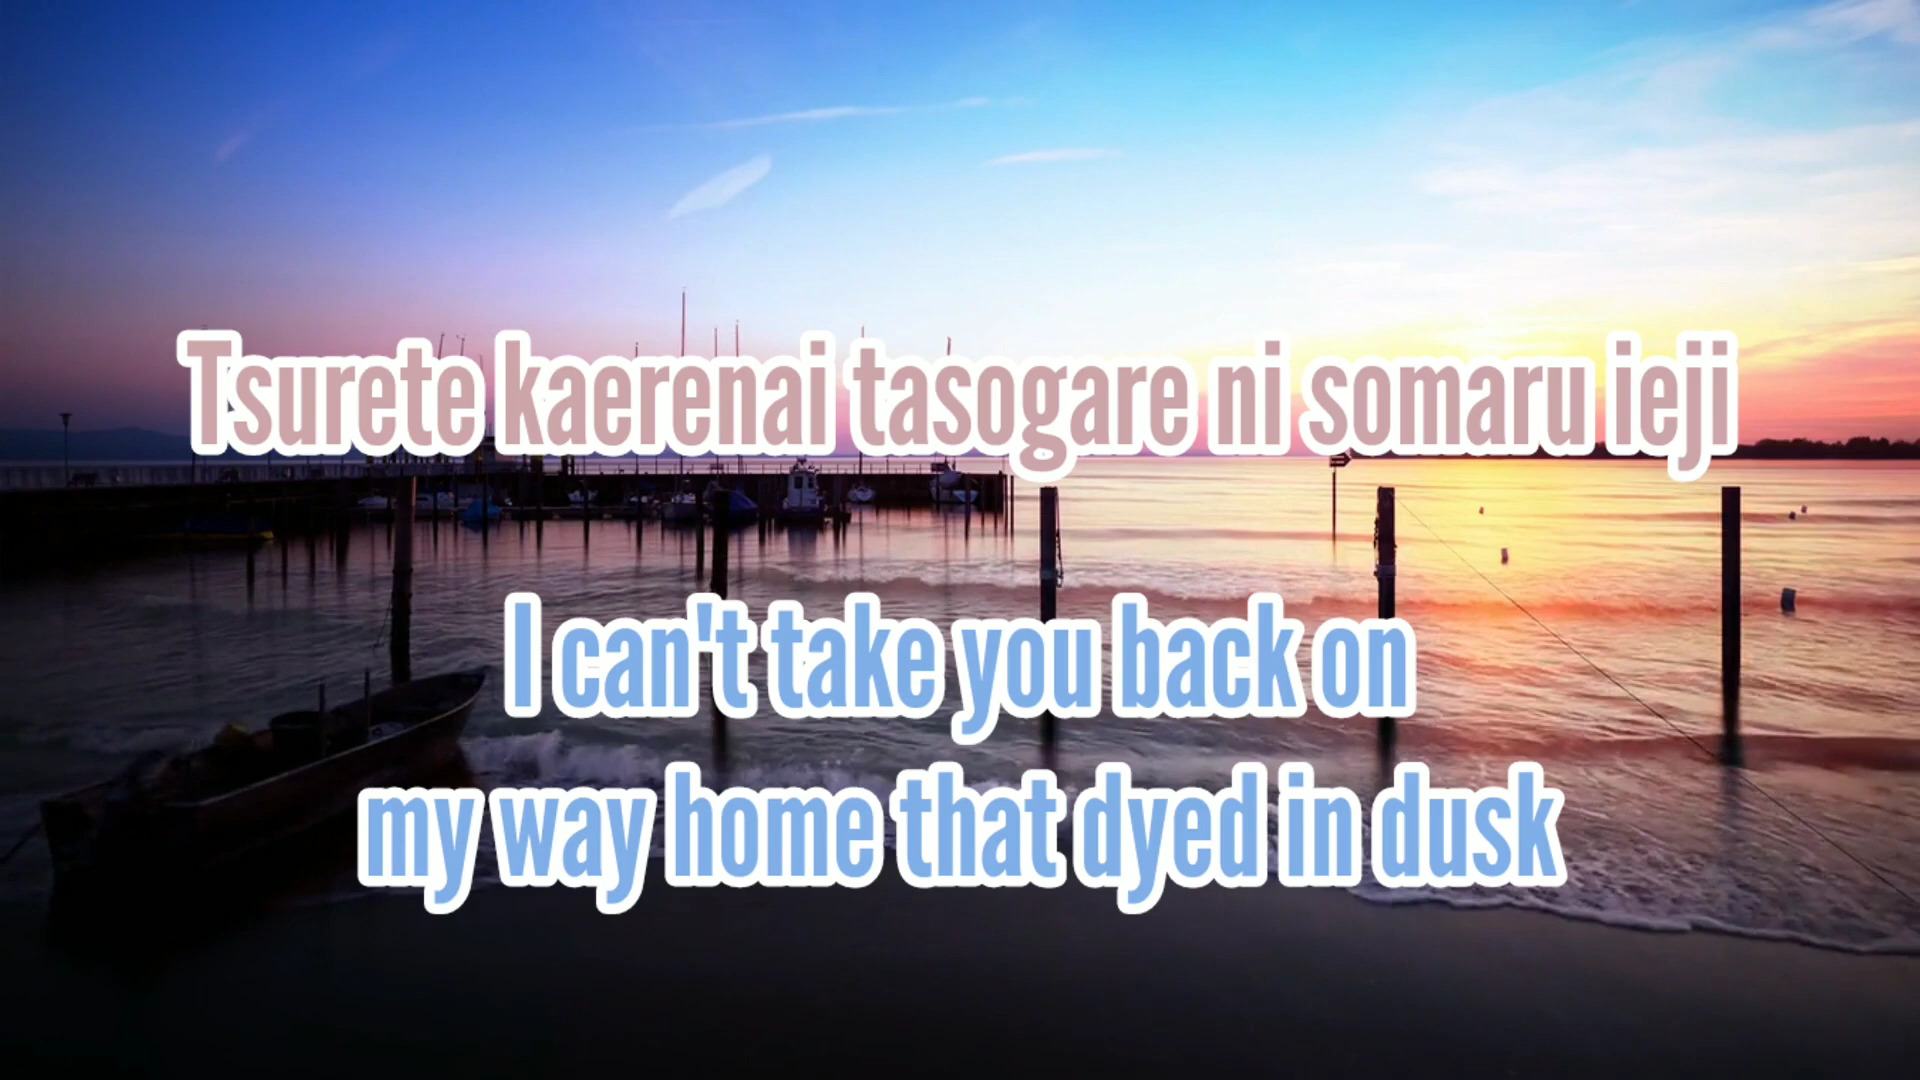 Tsurete kaerenai tasogare ni somaru ieji
I can't take you back on
my way home that dyed in dusk